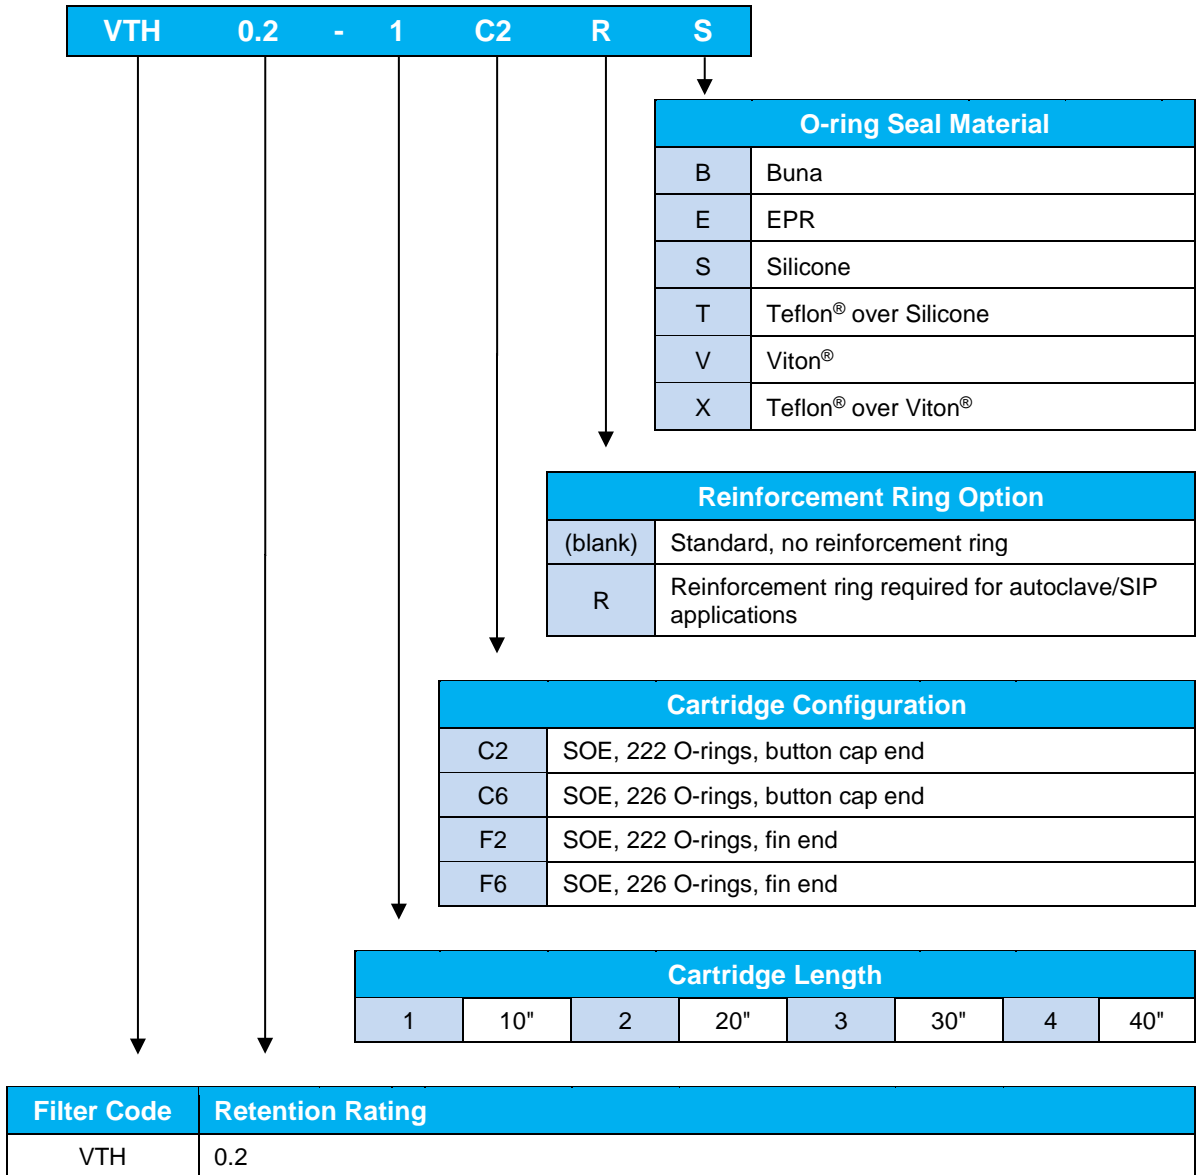 VTH 0.2 - 1 C2 R S
O-ring Seal Material
B Buna
E EPR
S Silicone
T Teflon® over Silicone
V Viton®
X Teflon® over Viton®
Reinforcement Ring Option
(blank) Standard, no reinforcement ring
R Reinforcement ring required for autoclave/SIP
applications
Cartridge Configuration
C2 SOE, 222 O-rings, button cap end
C6 SOE, 226 O-rings, button cap end
F2 SOE, 222 O-rings, fin end
F6 SOE, 226 O-rings, fin end
Cartridge Length
1 10" 2 20" 3 30" 4 40"
Filter Code Retention Rating
VTH 0.2